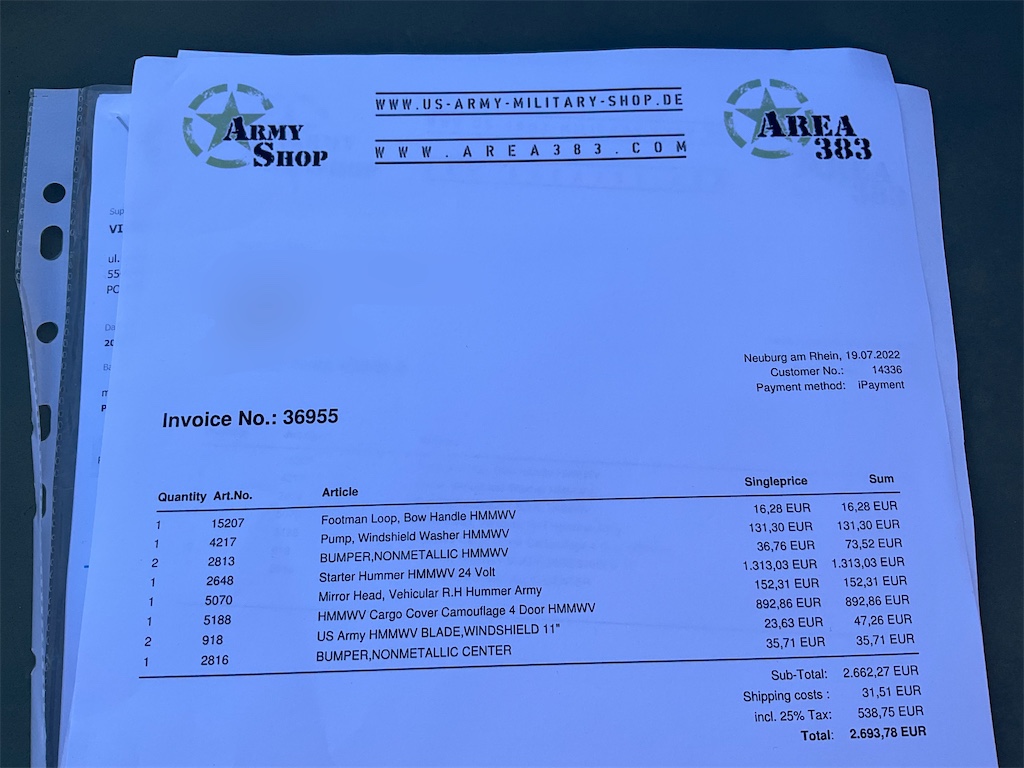 ARMY SHOP
WWW.US-ARMY-MILITARY-SHOP.DE
WWW.AREA383.COM
AREA 383
Sup
VI
ul.
55
PC
Da
20
Ba
Neuburg am Rhein, 19.07.2022
Customer No.: 14336
Payment method: iPayment
Invoice No.: 36955
Quantity Art.No. Article Singleprice Sum
1 15207 Footman Loop, Bow Handle HMMWV 16,28 EUR 16,28 EUR
1 4217 Pump, Windshield Washer HMMWV 131,30 EUR 131,30 EUR
2 2813 BUMPER,NONMETALLIC HMMWV 36,76 EUR 73,52 EUR
1 2648 Starter Hummer HMMWV 24 Volt 1.313,03 EUR 1.313,03 EUR
1 5070 Mirror Head, Vehicular R.H Hummer Army 152,31 EUR 152,31 EUR
1 5188 HMMWV Cargo Cover Camouflage 4 Door HMMWV 892,86 EUR 892,86 EUR
2 918 US Army HMMWV BLADE,WINDSHIELD 11" 23,63 EUR 47,26 EUR
1 2816 BUMPER,NONMETALLIC CENTER 35,71 EUR 35,71 EUR
Sub-Total: 2.662,27 EUR
Shipping costs : 31,51 EUR
incl. 25% Tax: 538,75 EUR
Total: 2.693,78 EUR